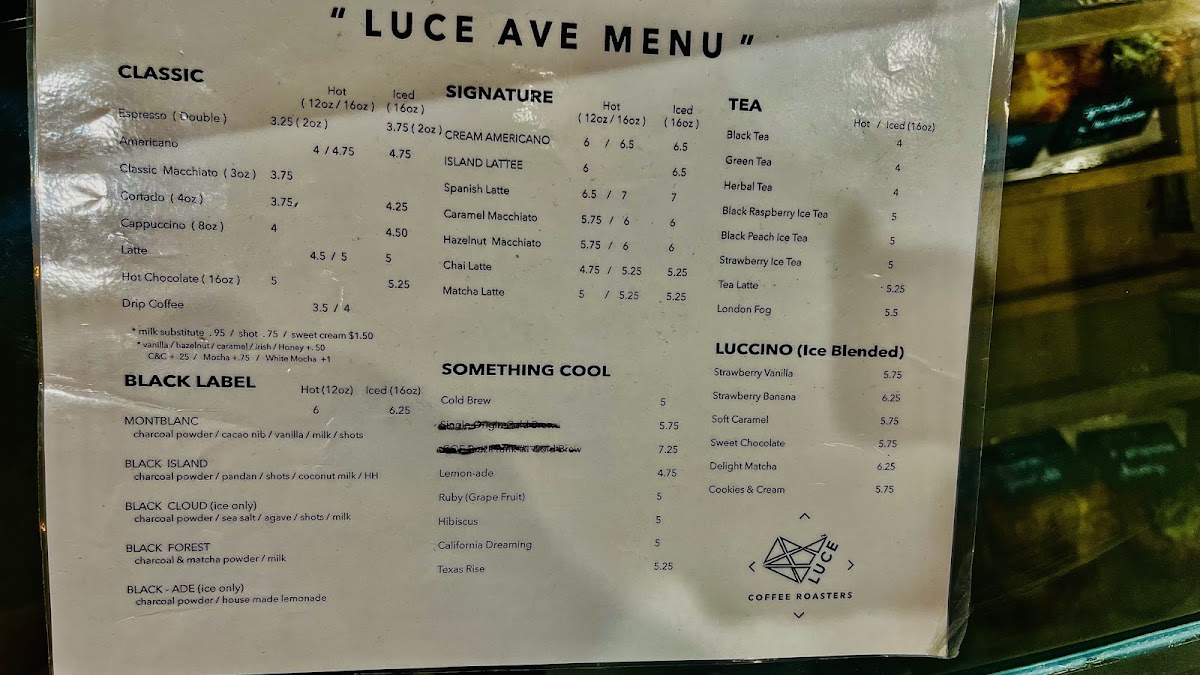 " LUCE AVE MENU "
CLASSIC
Hot Iced
( 12oz / 16oz ) ( 16oz )
Espresso ( Double ) 3.25 ( 2oz ) 3.75 ( 2oz )
Americano 4 / 4.75 4.75
Classic Macchiato ( 3oz ) 3.75
Cortado ( 4oz ) 3.75 4.25
Cappuccino ( 8oz ) 4 4.50
Latte 4.5 / 5 5
Hot Chocolate ( 16oz ) 5 5.25
Drip Coffee 3.5 / 4
* milk substitute .95 / shot .75 / sweet cream $1.50
* vanilla / hazelnut / caramel / irish / Honey +.50
C&C + .25 / Mocha +.75 / White Mocha +1
BLACK LABEL Hot (12oz) Iced (16oz)
6 6.25
MONTBLANC
charcoal powder / cacao nib / vanilla / milk / shots
BLACK ISLAND
charcoal powder / pandan / shots / coconut milk / HH
BLACK CLOUD (ice only)
charcoal powder / sea salt / agave / shots / milk
BLACK FOREST
charcoal & matcha powder / milk
BLACK - ADE (ice only)
charcoal powder / house made lemonade
SIGNATURE
Hot Iced
( 12oz / 16oz ) ( 16oz )
CREAM AMERICANO 6 / 6.5 6.5
ISLAND LATTEE 6 6.5
Spanish Latte 6.5 / 7 7
Caramel Macchiato 5.75 / 6 6
Hazelnut Macchiato 5.75 / 6 6
Chai Latte 4.75 / 5.25 5.25
Matcha Latte 5 / 5.25 5.25
SOMETHING COOL
Cold Brew 5
Single Origin Cold Brew 5.75
Cold Brew 7.25
Lemon-ade 4.75
Ruby (Grape Fruit) 5
Hibiscus 5
California Dreaming 5
Texas Rise 5.25
TEA
Hot / Iced (16oz)
Black Tea 4
Green Tea 4
Herbal Tea 4
Black Raspberry Ice Tea 5
Black Peach Ice Tea 5
Strawberry Ice Tea 5
Tea Latte 5.25
London Fog 5.5
LUCCINO (Ice Blended)
Strawberry Vanilla 5.75
Strawberry Banana 6.25
Soft Caramel 5.75
Sweet Chocolate 5.75
Delight Matcha 6.25
Cookies & Cream 5.75
LUCE
COFFEE ROASTERS